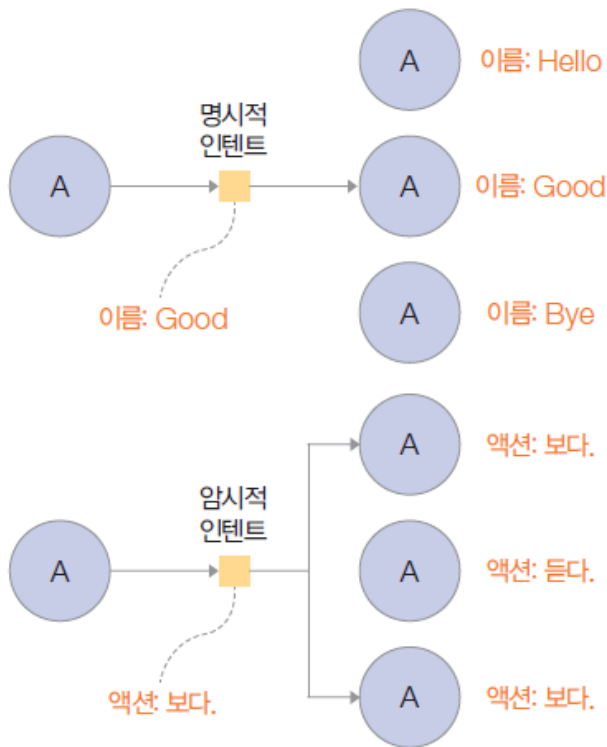 A
이름: Hello
명시적
인텐트
A
A
이름: Good
이름: Good
A
이름: Bye
A
액션: 보다.
암시적
인텐트
A
A
액션: 듣다.
액션: 보다.
A
액션: 보다.